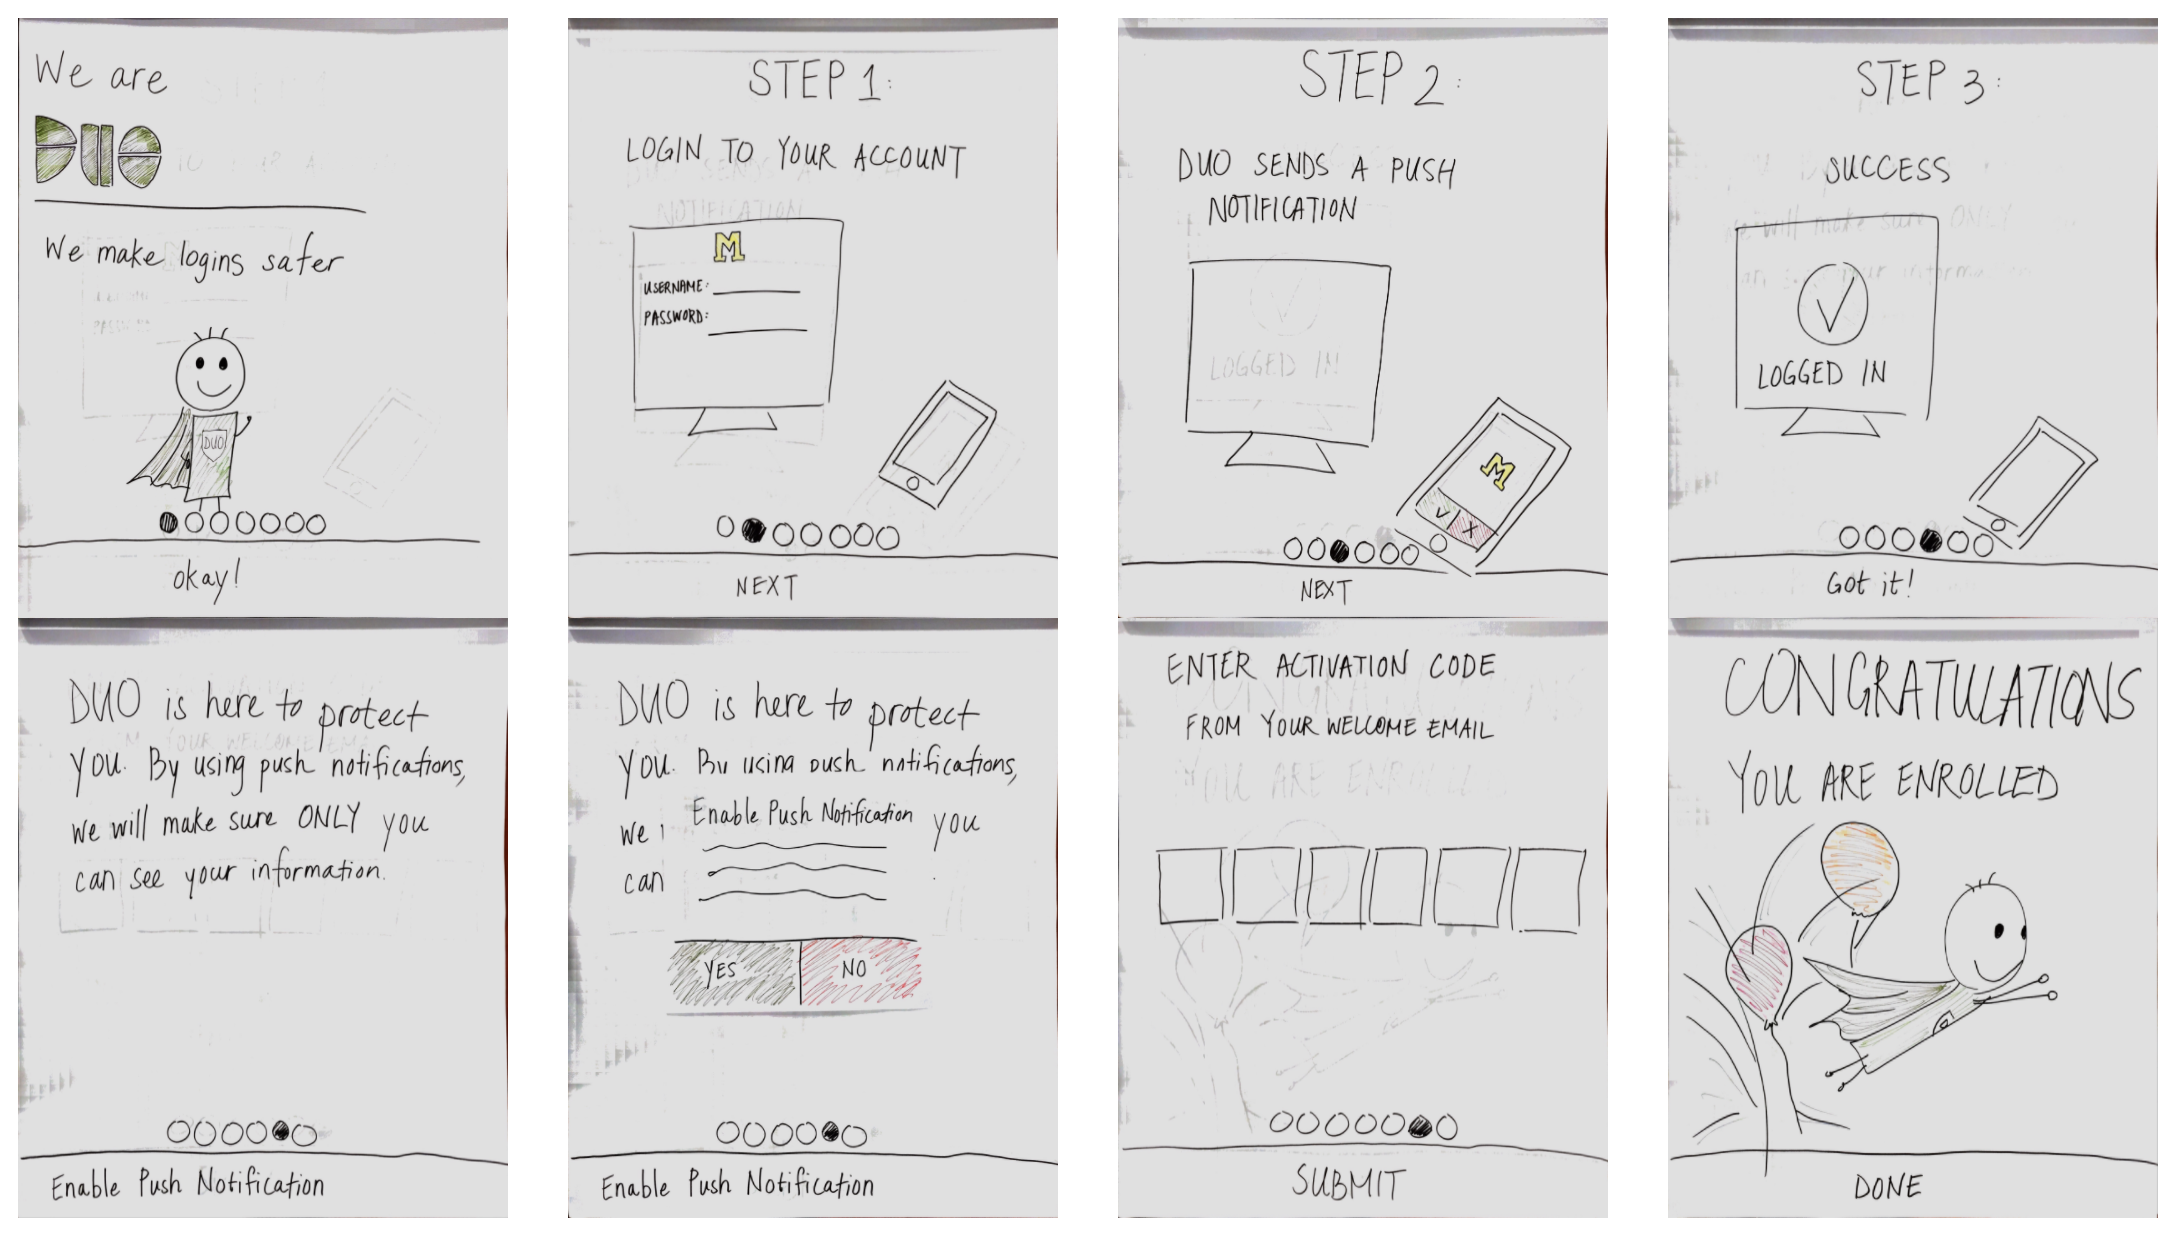 We are
DUO
We make logins safer
DUO
okay!
STEP 1:
LOGIN TO YOUR ACCOUNT
M
USERNAME:
PASSWORD:
NEXT
STEP 2:
DUO SENDS A PUSH
NOTIFICATION
M
NEXT
STEP 3:
SUCCESS
LOGGED IN
Got it!
DUO is here to protect
you. By using push notifications,
we will make sure ONLY you
can see your information.
Enable Push Notification
DUO is here to protect
you. By using push notifications,
we you
can
Enable Push Notification
YES NO
Enable Push Notification
ENTER ACTIVATION CODE
FROM YOUR WELCOME EMAIL
SUBMIT
CONGRATULATIONS
YOU ARE ENROLLED
DONE